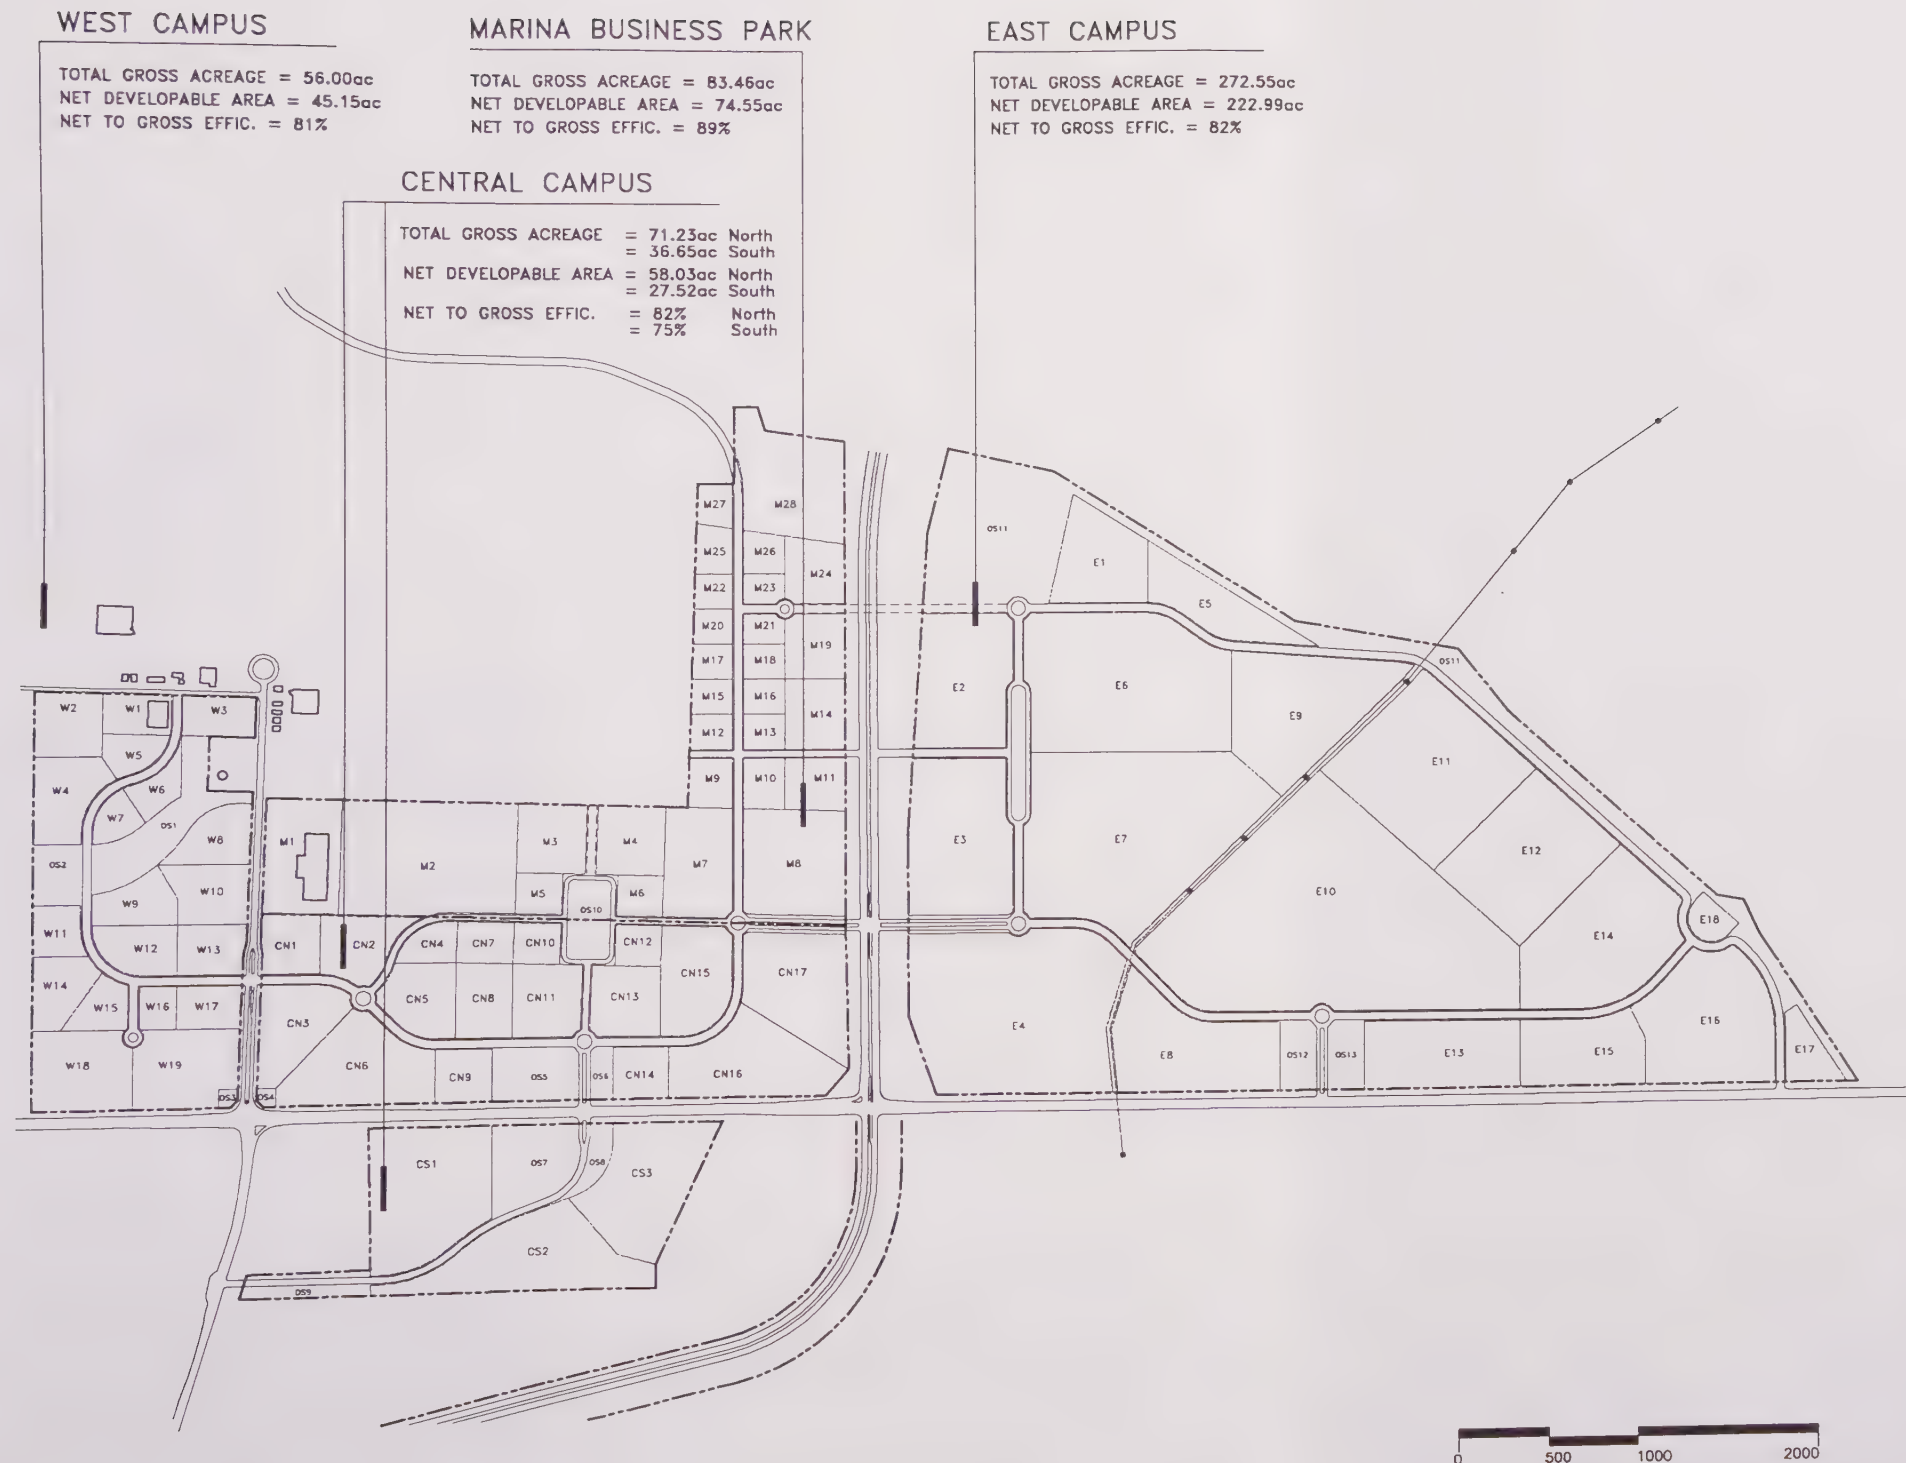 WEST CAMPUS
TOTAL GROSS ACREAGE = 56.00ac
NET DEVELOPABLE AREA = 45.15ac
NET TO GROSS EFFIC. = 81%
MARINA BUSINESS PARK
TOTAL GROSS ACREAGE = 83.46ac
NET DEVELOPABLE AREA = 74.55ac
NET TO GROSS EFFIC. = 89%
EAST CAMPUS
TOTAL GROSS ACREAGE = 272.55ac
NET DEVELOPABLE AREA = 222.99ac
NET TO GROSS EFFIC. = 82%
CENTRAL CAMPUS
TOTAL GROSS ACREAGE = 71.23ac North
= 36.65ac South
NET DEVELOPABLE AREA = 58.03ac North
= 27.52ac South
NET TO GROSS EFFIC. = 82% North
= 75% South
M27 M28
OS11
M25 M26
E1
M24
M22 M23
E5
M20 M21
M19
M17 M18
OS11
E2 E6
M15 M16
W2 W1 W3
M14
E9
M12 M13
W5
E11
M9 M10 M11
W4 W6
W7
OS1
W8
M1
M3 M4
E3 E7
E12
OS2
M2
M7 M8
W10
M5 M6
E10
W9
OS10
E18
W11
W12 W13
CN1 CN2 CN4 CN7 CN10 CN12
E14
CN15 CN17
W14
CN5 CN8 CN11 CN13
W15 W16 W17
CN3
E4
E16
E8 OS12 OS13 E13 E15 E17
W18 W19
CN6
CN9 OS5 OS6 CN14 CN16
OS3 OS4
CS1 OS7 OS8
CS3
CS2
OS9
0 500 1000 2000